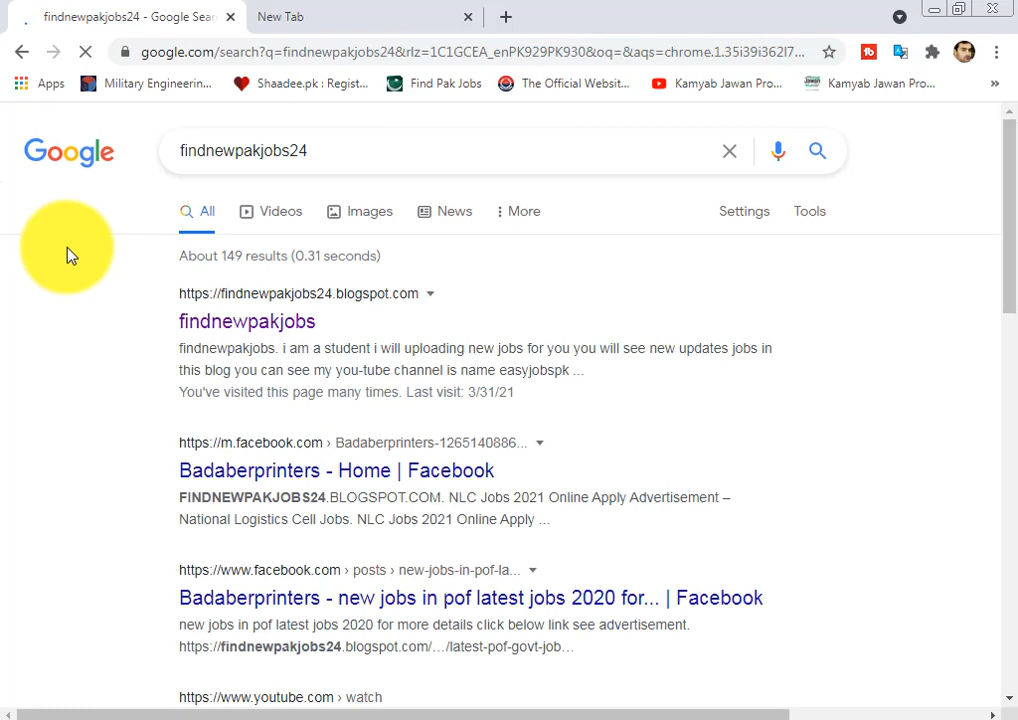 findnewpakjobs24 - Google Sear
New Tab
google.com/search?q=findnewpakjobs24&rlz=1C1GCEA_enPK929PK930&oq=&aqs=chrome.1.35i39i362l7...
Apps
Military Engineerin...
Shaadee.pk : Regist...
Find Pak Jobs
The Official Websit...
Kamyab Jawan Pro...
Jawan
Kamyab Jawan Pro...
»
Google
findnewpakjobs24
All
Videos
Images
News
More
Settings
Tools
About 149 results (0.31 seconds)
https://findnewpakjobs24.blogspot.com
findnewpakjobs
findnewpakjobs. i am a student i will uploading new jobs for you you will see new updates jobs in
this blog you can see my you-tube channel is name easyjobspk ...
You've visited this page many times. Last visit: 3/31/21
https://m.facebook.com › Badaberprinters-1265140886...
Badaberprinters - Home | Facebook
FINDNEWPAKJOBS24.BLOGSPOT.COM. NLC Jobs 2021 Online Apply Advertisement –
National Logistics Cell Jobs. NLC Jobs 2021 Online Apply ...
https://www.facebook.com › posts › new-jobs-in-pof-la...
Badaberprinters - new jobs in pof latest jobs 2020 for... | Facebook
new jobs in pof latest jobs 2020 for more details click below link see advertisement.
https://findnewpakjobs24.blogspot.com/…/latest-pof-govt-job…
https://www.youtube.com › watch